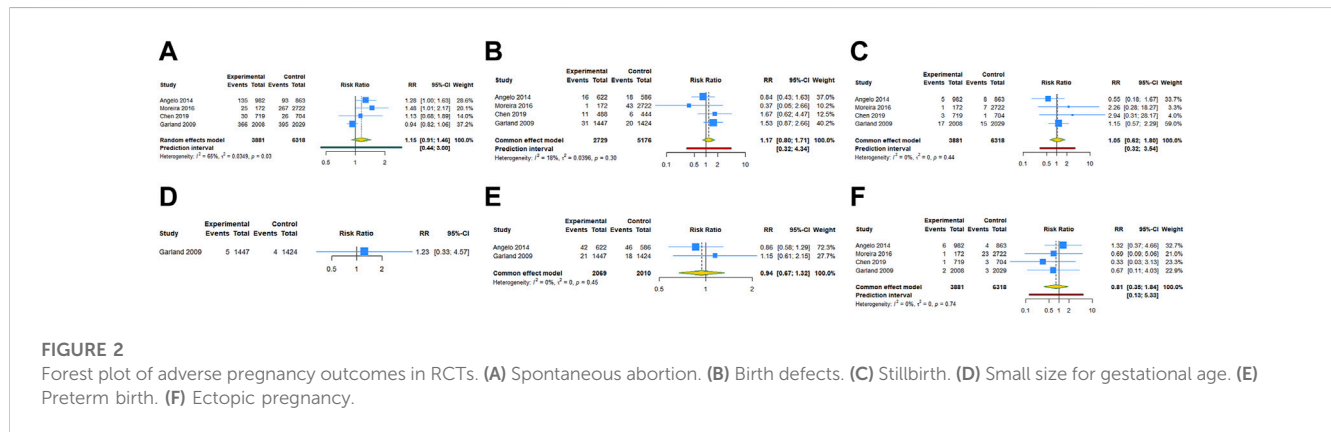 A
Experimental Control
Study Events Total Events Total Risk Ratio RR 95%-CI Weight
Angelo 2014 135 982 93 863 1.28 [1.00; 1.63] 28.6%
Moreira 2016 25 172 267 2722 1.48 [1.01; 2.17] 20.1%
Chen 2019 30 719 26 704 1.13 [0.68; 1.89] 14.0%
Garland 2009 366 2008 395 2029 0.94 [0.82; 1.06] 37.2%
Random effects model 3881 6318 1.15 [0.91; 1.46] 100.0%
Prediction interval [0.44; 3.00]
Heterogeneity: I² = 66%, τ² = 0.0349, p = 0.03
0.5 1 2
B
Experimental Control
Study Events Total Events Total Risk Ratio RR 95%-CI Weight
Angelo 2014 16 622 18 586 0.84 [0.43; 1.63] 37.0%
Moreira 2016 1 172 43 2722 0.37 [0.05; 2.66] 10.2%
Chen 2019 11 488 6 444 1.67 [0.62; 4.47] 12.6%
Garland 2009 31 1447 20 1424 1.53 [0.87; 2.66] 40.2%
Common effect model 2729 5176 1.17 [0.80; 1.71] 100.0%
Prediction interval [0.32; 4.34]
Heterogeneity: I² = 18%, τ² = 0.0396, p = 0.30
0.1 0.5 1 2 10
C
Experimental Control
Study Events Total Events Total Risk Ratio RR 95%-CI Weight
Angelo 2014 5 982 8 863 0.55 [0.18; 1.67] 33.7%
Moreira 2016 1 172 7 2722 2.26 [0.28; 18.27] 3.2%
Chen 2019 3 719 1 704 2.94 [0.31; 28.17] 4.0%
Garland 2009 17 2008 15 2029 1.15 [0.57; 2.29] 59.0%
Common effect model 3881 6318 1.05 [0.62; 1.80] 100.0%
Prediction interval [0.32; 3.54]
Heterogeneity: I² = 0%, τ² = 0, p = 0.44
0.1 0.5 1 2 10
D
Experimental Control
Events Total Events Total Risk Ratio RR 95%-CI
Garland 2009 5 1447 4 1424 1.23 [0.33; 4.57]
0.5 1 2
E
Experimental Control
Study Events Total Events Total Risk Ratio RR 95%-CI Weight
Angelo 2014 42 622 46 586 0.86 [0.58; 1.29] 72.3%
Garland 2009 21 1447 18 1424 1.15 [0.61; 2.15] 27.7%
Common effect model 2069 2010 0.94 [0.67; 1.32] 100.0%
Heterogeneity: I² = 0%, τ² = 0, p = 0.45
0.5 1 2
F
Experimental Control
Study Events Total Events Total Risk Ratio RR 95%-CI Weight
Angelo 2014 6 982 4 863 1.32 [0.37; 4.66] 32.7%
Moreira 2016 1 172 23 2722 0.69 [0.09; 5.06] 21.0%
Chen 2019 1 719 3 704 0.33 [0.03; 3.13] 23.3%
Garland 2009 2 2008 3 2029 0.67 [0.11; 4.03] 22.9%
Common effect model 3881 6318 0.81 [0.35; 1.84] 100.0%
Prediction interval [0.13; 5.33]
Heterogeneity: I² = 0%, τ² = 0, p = 0.74
0.1 0.5 1 2 10
FIGURE 2
Forest plot of adverse pregnancy outcomes in RCTs. (A) Spontaneous abortion. (B) Birth defects. (C) Stillbirth. (D) Small size for gestational age. (E)
Preterm birth. (F) Ectopic pregnancy.